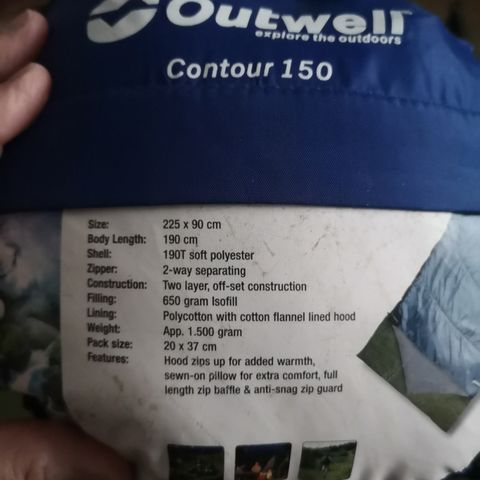 Outwell
explore the outdoors
Contour 150
Size: 225 x 90 cm
Body Length: 190 cm
Shell: 190T soft polyester
Zipper: 2-way separating
Construction: Two layer, off-set construction
Filling: 650 gram Isofill
Lining: Polycotton with cotton flannel lined hood
Weight: App. 1.500 gram
Pack size: 20 x 37 cm
Features: Hood zips up for added warmth,
sewn-on pillow for extra comfort, full
length zip baffle & anti-snag zip guard